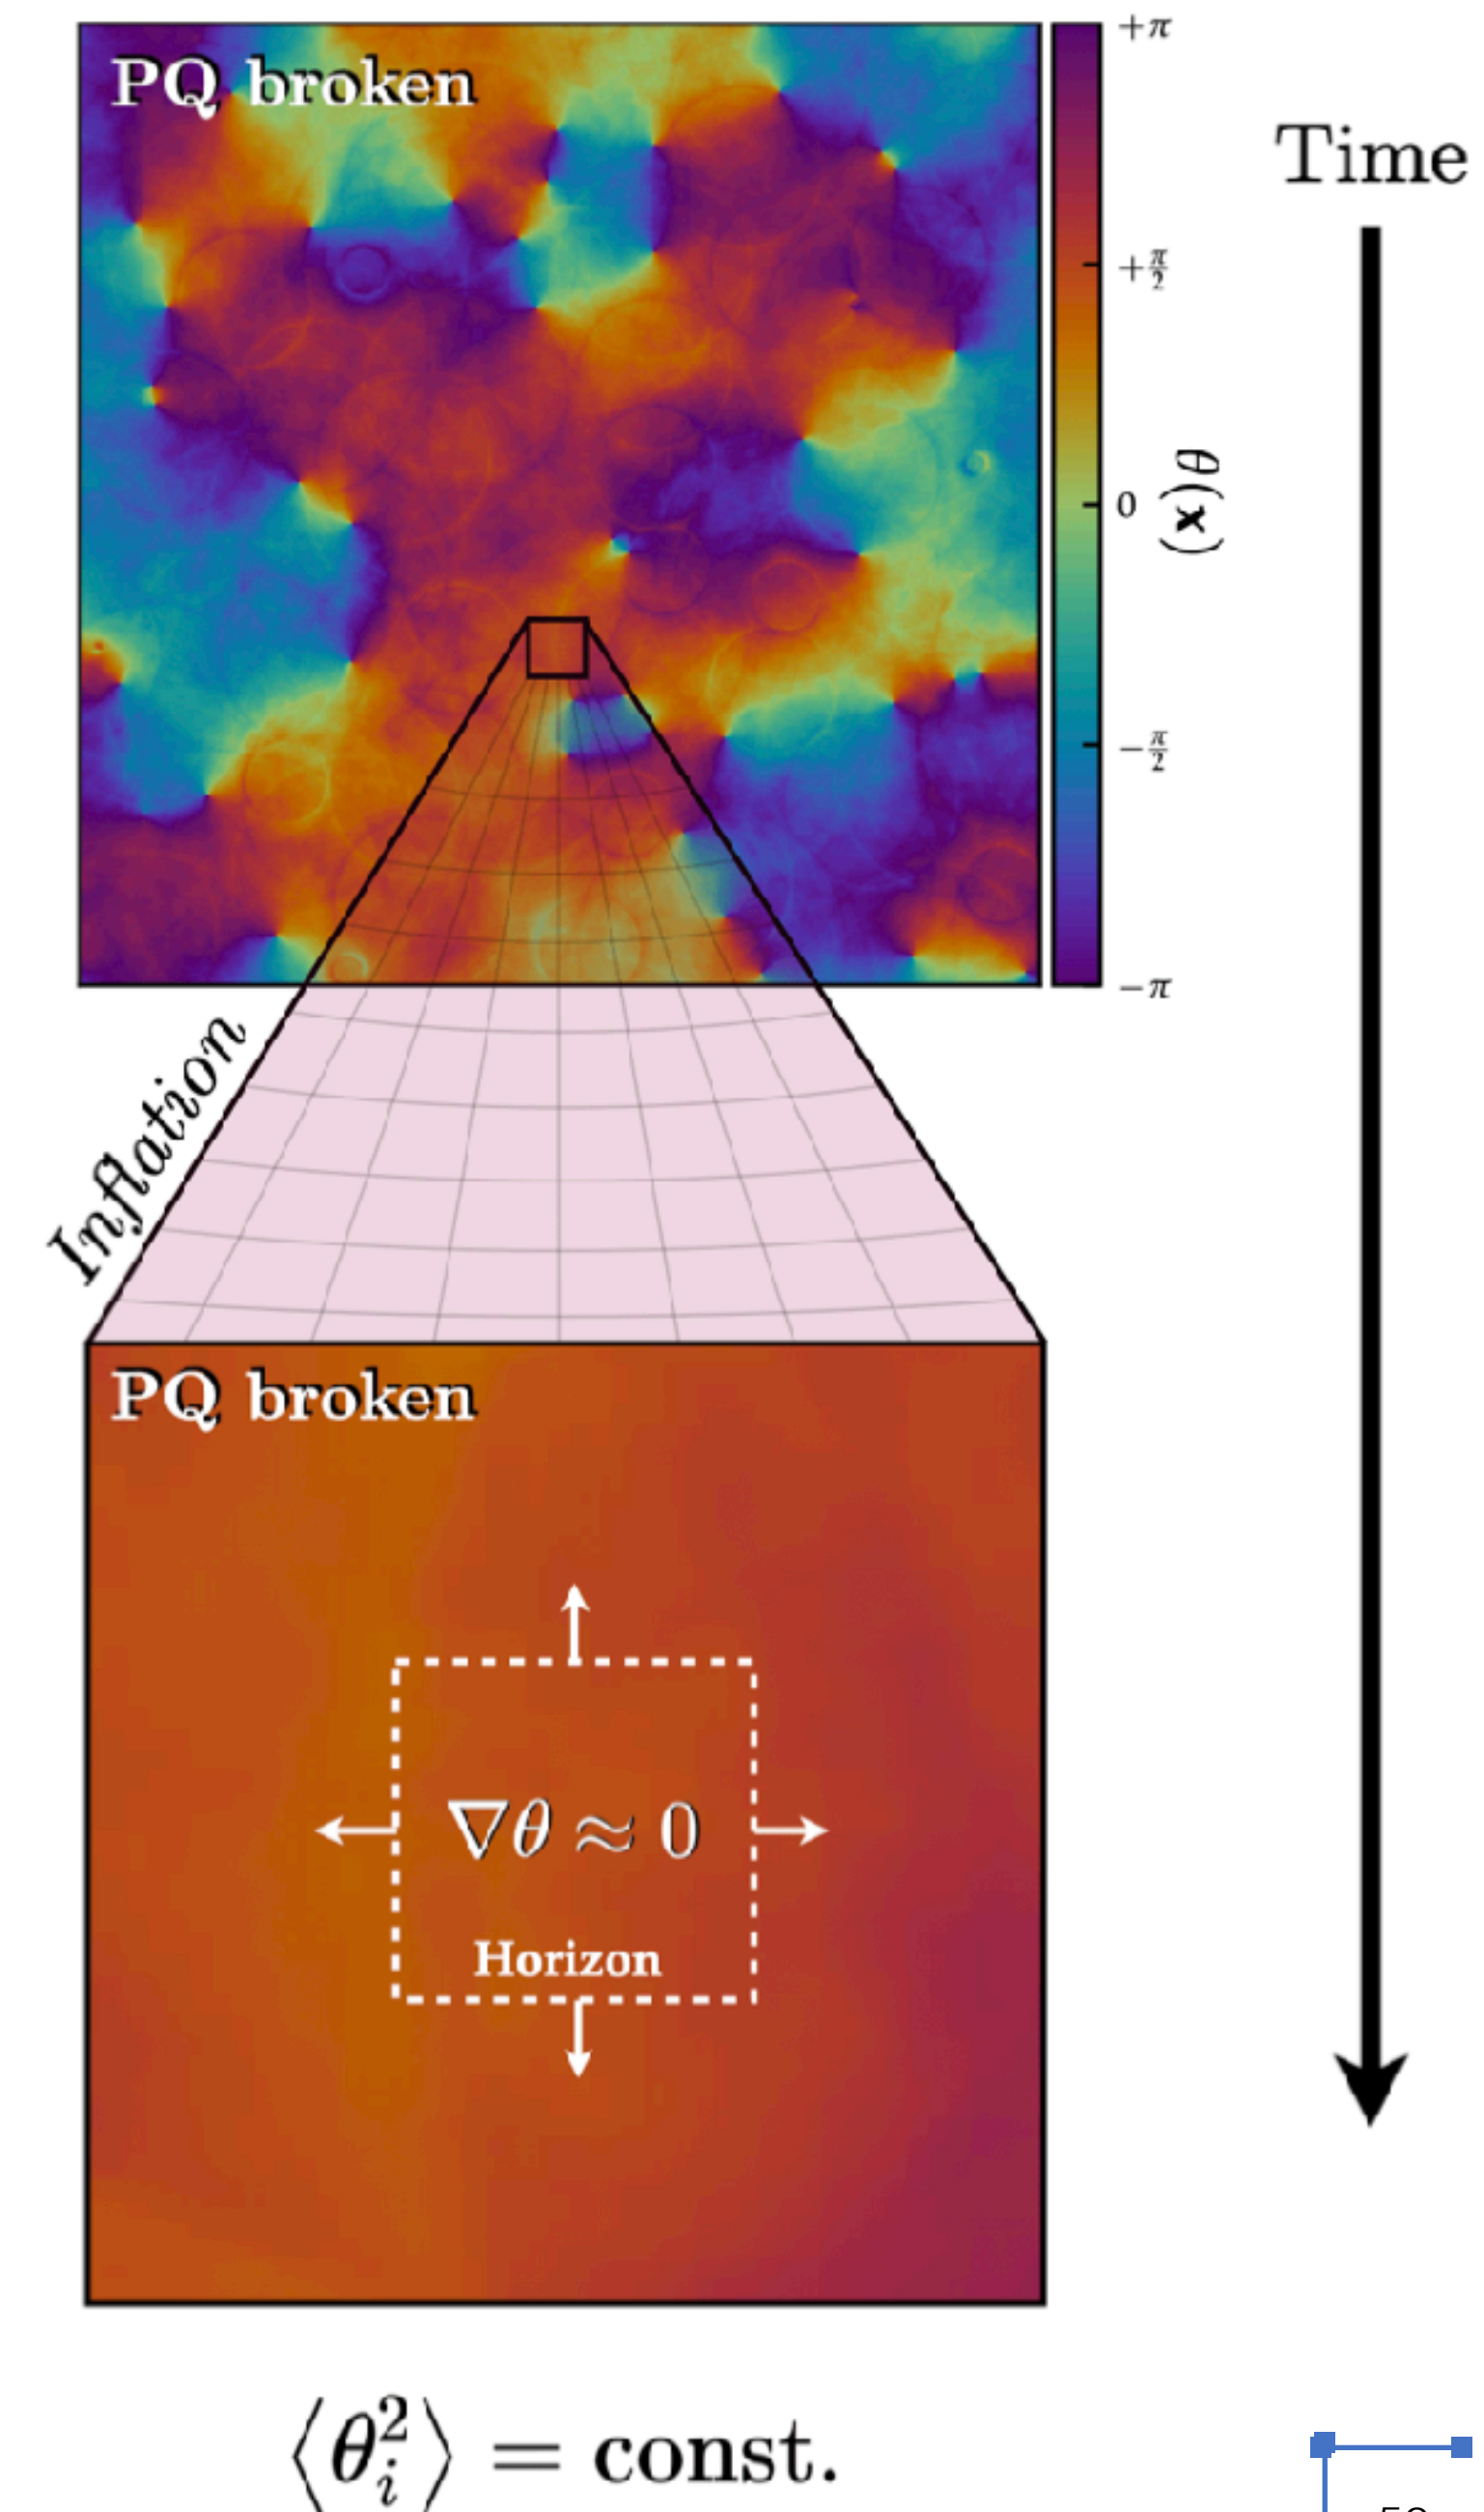 PQ broken
+π
Time
+π/2
0
θ(x)
−π/2
−π
Inflation
PQ broken
∇θ ≈ 0
Horizon
⟨θ_i^2⟩ = const.